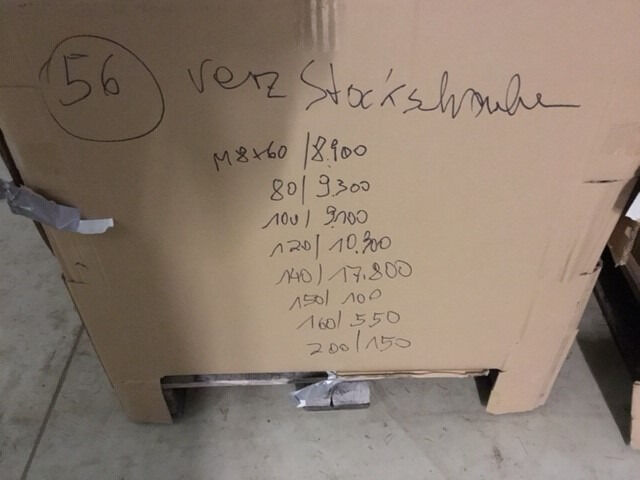 56 verz Stockschrauben
M8x60 / 8.900
80 / 9.300
100 / 9.100
120 / 10.300
140 / 17.800
150 / 100
160 / 550
200 / 150